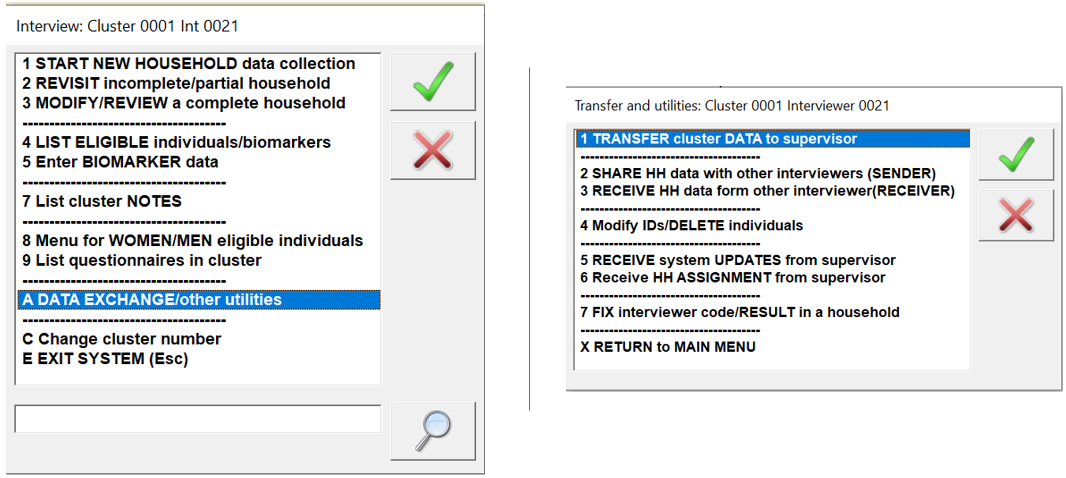 Interview: Cluster 0001 Int 0021
1 START NEW HOUSEHOLD data collection
2 REVISIT incomplete/partial household
3 MODIFY/REVIEW a complete household
-------------------------------------
4 LIST ELIGIBLE individuals/biomarkers
5 Enter BIOMARKER data
-------------------------------------
7 List cluster NOTES
-------------------------------------
8 Menu for WOMEN/MEN eligible individuals
9 List questionnaires in cluster
-------------------------------------
A DATA EXCHANGE/other utilities
-------------------------------------
C Change cluster number
E EXIT SYSTEM (Esc)
Transfer and utilities: Cluster 0001 Interviewer 0021
1 TRANSFER cluster DATA to supervisor
-------------------------------------
2 SHARE HH data with other interviewers (SENDER)
3 RECEIVE HH data form other interviewer(RECEIVER)
-------------------------------------
4 Modify IDs/DELETE individuals
-------------------------------------
5 RECEIVE system UPDATES from supervisor
6 Receive HH ASSIGNMENT from supervisor
-------------------------------------
7 FIX interviewer code/RESULT in a household
-------------------------------------
X RETURN to MAIN MENU